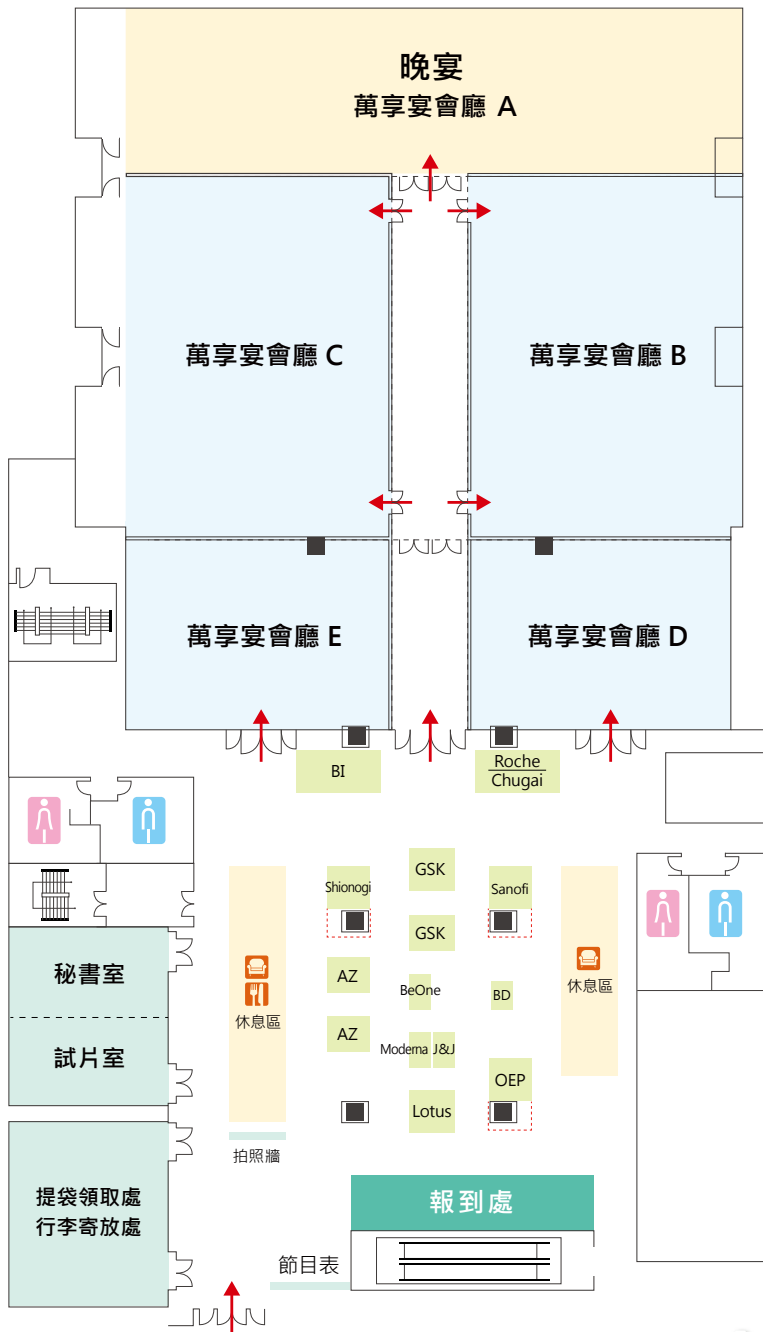 晚宴
萬享宴會廳 A
萬享宴會廳 C
萬享宴會廳 B
萬享宴會廳 E
萬享宴會廳 D
BI
Roche
Chugai
GSK
Shionogi
Sanofi
GSK
AZ
BeOne
BD
休息區
休息區
AZ
Moderna
J&J
OEP
Lotus
秘書室
試片室
拍照牆
提袋領取處
行李寄放處
報到處
節目表